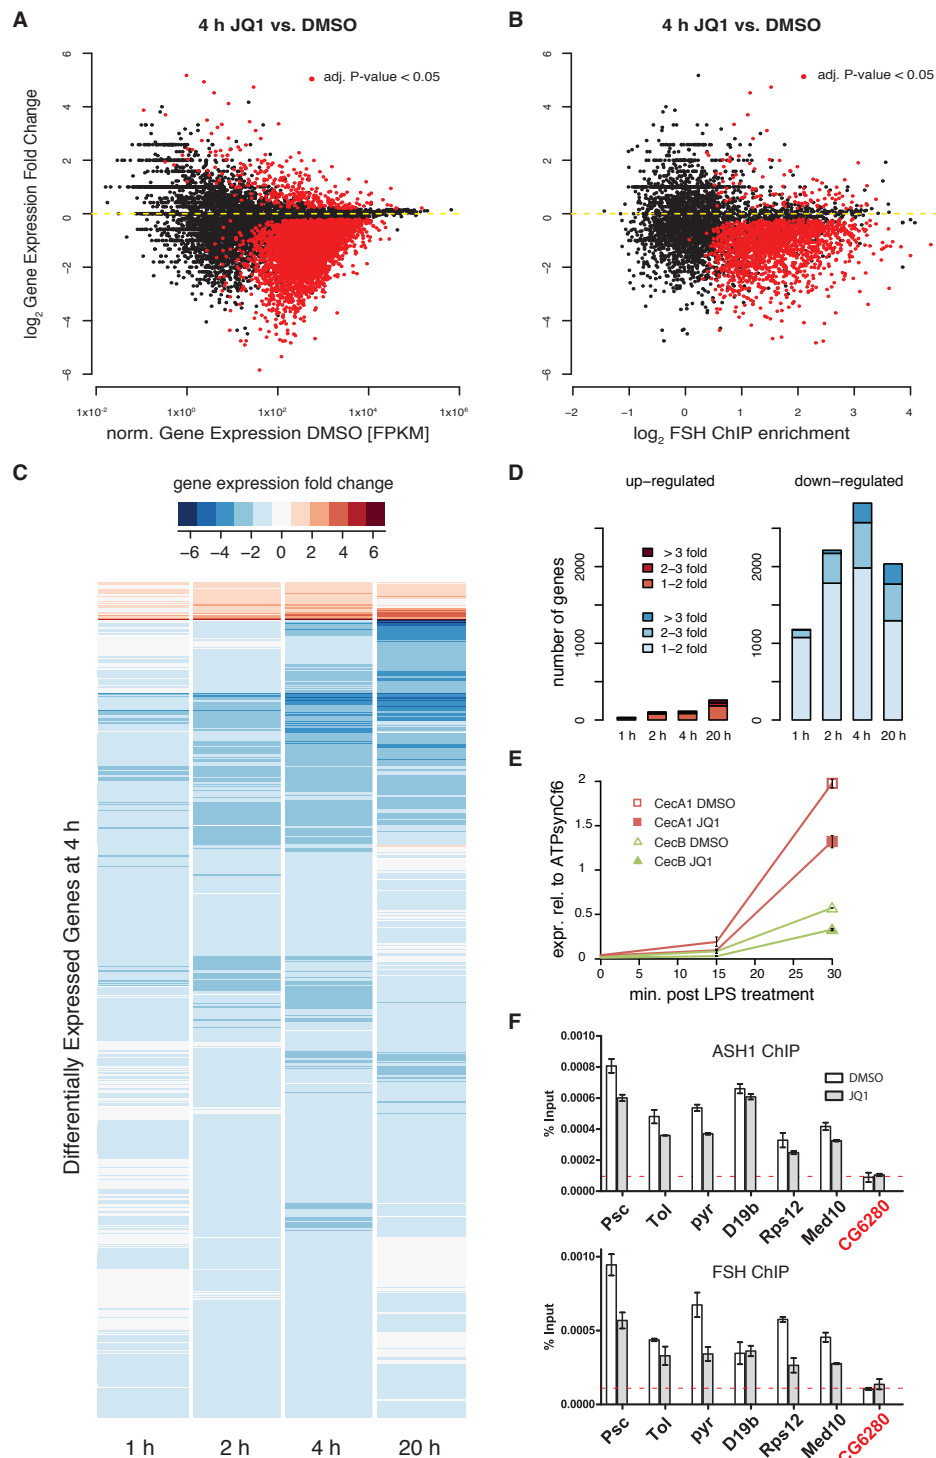 A
4 h JQ1 vs. DMSO
adj. P-value < 0.05
log2 Gene Expression Fold Change
6
4
2
0
−2
−4
−6
1x10-2
1x100
1x102
1x104
1x106
norm. Gene Expression DMSO [FPKM]
B
4 h JQ1 vs. DMSO
adj. P-value < 0.05
6
4
2
0
−2
−4
−6
−2
−1
0
1
2
3
4
log2 FSH ChIP enrichment
C
gene expression fold change
−6 −4 −2 0 2 4 6
Differentially Expressed Genes at 4 h
1 h
2 h
4 h
20 h
D
up−regulated
down−regulated
number of genes
2000
1000
0
> 3 fold
2−3 fold
1−2 fold
> 3 fold
2−3 fold
1−2 fold
1 h 2 h 4 h 20 h
2000
1000
0
1 h 2 h 4 h 20 h
E
expr. rel. to ATPsynCf6
2
1.5
1
0.5
0
CecA1 DMSO
CecA1 JQ1
CecB DMSO
CecB JQ1
0 5 10 15 20 25 30
min. post LPS treatment
F
ASH1 ChIP
DMSO
JQ1
% Input
0.0010
0.0008
0.0006
0.0004
0.0002
0.0000
Psc Tol pyr D19b Rps12 Med10 CG6280
FSH ChIP
% Input
0.0010
0.0005
0.0000
Psc Tol pyr D19b Rps12 Med10 CG6280